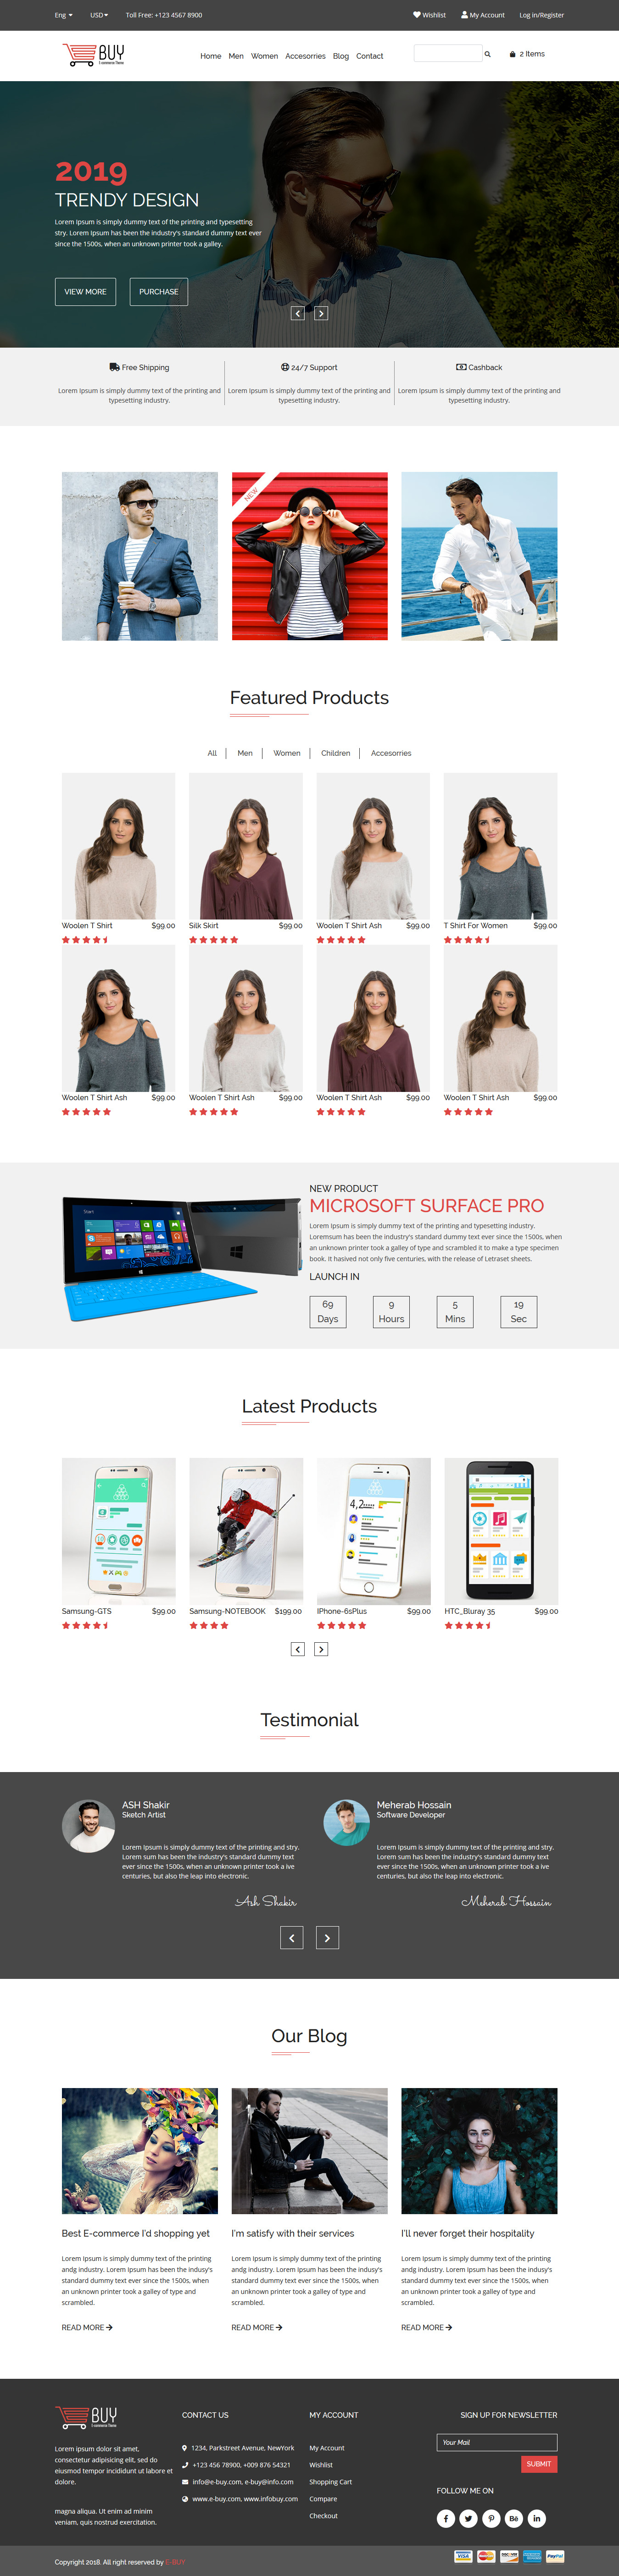 Eng USD Toll Free: +123 4567 8900 Wishlist My Account Log in/Register
BUY
E-commerce Theme
Home Men Women Accesorries Blog Contact
2 Items
2019
TRENDY DESIGN
Lorem Ipsum is simply dummy text of the printing and typesetting
stry. Lorem Ipsum has been the industry's standard dummy text ever
since the 1500s, when an unknown printer took a galley.
VIEW MORE PURCHASE
Free Shipping
Lorem Ipsum is simply dummy text of the printing and
typesetting industry.
24/7 Support
Lorem Ipsum is simply dummy text of the printing and
typesetting industry.
Cashback
Lorem Ipsum is simply dummy text of the printing and
typesetting industry.
NEW
Featured Products
All Men Women Children Accesorries
Woolen T Shirt $99.00
Silk Skirt $99.00
Woolen T Shirt Ash $99.00
T Shirt For Women $99.00
Woolen T Shirt Ash $99.00
Woolen T Shirt Ash $99.00
Woolen T Shirt Ash $99.00
Woolen T Shirt Ash $99.00
Start
NEW PRODUCT
MICROSOFT SURFACE PRO
Lorem Ipsum is simply dummy text of the printing and typesetting industry.
Loremsum has been the industry's standard dummy text ever since the 1500s, when
an unknown printer took a galley of type and scrambled it to make a type specimen
book. It hasived not only five centuries, with the release of Letraset sheets.
LAUNCH IN
69 Days
9 Hours
5 Mins
19 Sec
Latest Products
4,2
Samsung-GTS $99.00
Samsung-NOTEBOOK $199.00
IPhone-6sPlus $99.00
HTC_Bluray 35 $99.00
Testimonial
ASH Shakir
Sketch Artist
Lorem Ipsum is simply dummy text of the printing and stry.
Lorem sum has been the industry's standard dummy text
ever since the 1500s, when an unknown printer took a ive
centuries, but also the leap into electronic.
Ash Shakir
Meherab Hossain
Software Developer
Lorem Ipsum is simply dummy text of the printing and stry.
Lorem sum has been the industry's standard dummy text
ever since the 1500s, when an unknown printer took a ive
centuries, but also the leap into electronic.
Meherab Hossain
Our Blog
Best E-commerce I'd shopping yet
Lorem Ipsum is simply dummy text of the printing
andg industry. Lorem Ipsum has been the indusy's
standard dummy text ever since the 1500s, when
an unknown printer took a galley of type and
scrambled.
READ MORE
I'm satisfy with their services
Lorem Ipsum is simply dummy text of the printing
andg industry. Lorem Ipsum has been the indusy's
standard dummy text ever since the 1500s, when
an unknown printer took a galley of type and
scrambled.
READ MORE
I'll never forget their hospitality
Lorem Ipsum is simply dummy text of the printing
andg industry. Lorem Ipsum has been the indusy's
standard dummy text ever since the 1500s, when
an unknown printer took a galley of type and
scrambled.
READ MORE
BUY
E-commerce Theme
Lorem ipsum dolor sit amet,
consectetur adipisicing elit, sed do
eiusmod tempor incididunt ut labore et
dolore.
magna aliqua. Ut enim ad minim
veniam, quis nostrud exercitation.
CONTACT US
1234, Parkstreet Avenue, NewYork
+123 456 78900, +009 876 54321
info@e-buy.com, e-buy@info.com
www.e-buy.com, www.infobuy.com
MY ACCOUNT
My Account
Wishlist
Shopping Cart
Compare
Checkout
SIGN UP FOR NEWSLETTER
Your Mail
SUBMIT
FOLLOW ME ON
Copyright 2018. All right reserved by E-BUY
VISA MasterCard DISCOVER PayPal